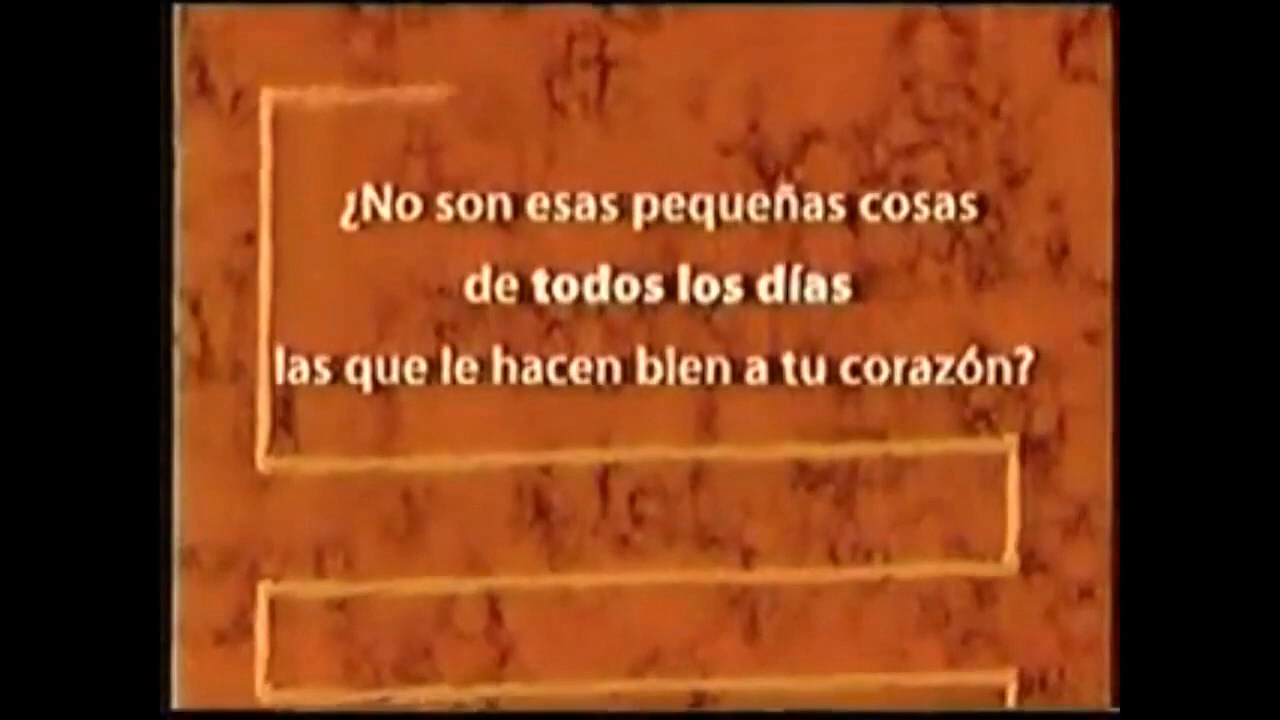 ¿No son esas pequeñas cosas
de todos los días
las que le hacen bien a tu corazón?